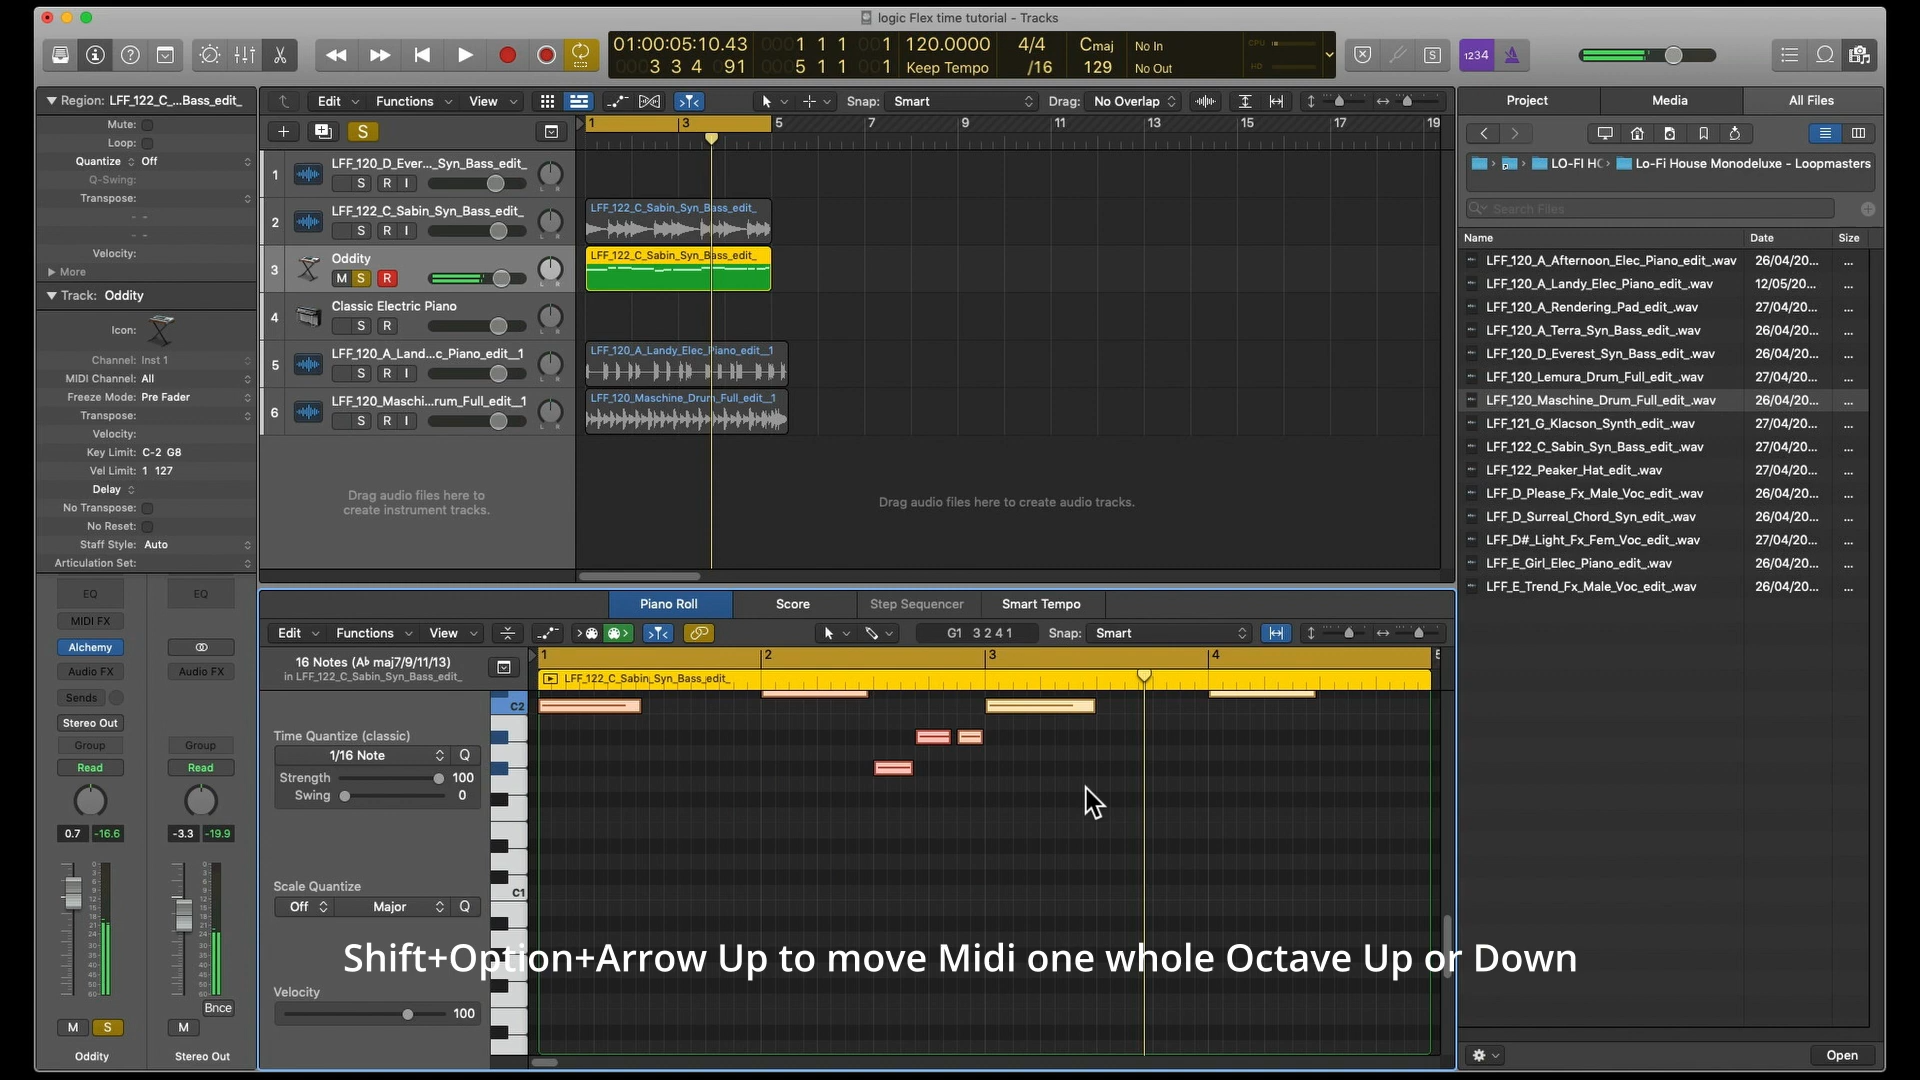 logic Flex time tutorial - Tracks
01:00:05:10.43
1 1 1 1
120.0000
4/4
Cmaj
No In
3 3 4 091
5 1 1 1
Keep Tempo
/16
129
No Out
CPU
HD
S
1234
Region: LFF_122_C_...Bass_edit_
Mute:
Loop:
Quantize Off
Q-Swing:
Transpose:
Velocity:
More
Track: Oddity
Icon:
Channel: Inst 1
MIDI Channel: All
Freeze Mode: Pre Fader
Transpose:
Velocity:
Key Limit: C-2 G8
Vel Limit: 1 127
Delay
No Transpose:
No Reset:
Staff Style: Auto
Articulation Set:
EQ EQ
MIDI FX
Alchemy
Audio FX Audio FX
Sends
Stereo Out
Group Group
Read Read
0.7 -16.6 -3.3 -19.9
Bnce
M S M
Oddity Stereo Out
Edit Functions View Snap: Smart Drag: No Overlap
S
1 3 5 7 9 11 13 15 17 19
1 LFF_120_D_Ever..._Syn_Bass_edit_
S R I
2 LFF_122_C_Sabin_Syn_Bass_edit_
S R I
LFF_122_C_Sabin_Syn_Bass_edit_
3 Oddity
M S R
LFF_122_C_Sabin_Syn_Bass_edit_
4 Classic Electric Piano
S R
5 LFF_120_A_Land...c_Piano_edit__1
S R I
LFF_120_A_Landy_Elec_Piano_edit__1
6 LFF_120_Maschi...rum_Full_edit__1
S R I
LFF_120_Maschine_Drum_Full_edit__1
Drag audio files here to
create instrument tracks.
Drag audio files here to create audio tracks.
Piano Roll Score Step Sequencer Smart Tempo
Edit Functions View G1 3 2 4 1 Snap: Smart
16 Notes (A♭ maj7/9/11/13)
in LFF_122_C_Sabin_Syn_Bass_edit_
1 2 3 4 5
LFF_122_C_Sabin_Syn_Bass_edit_
C2
Time Quantize (classic)
1/16 Note Q
Strength 100
Swing 0
Scale Quantize
Off Major Q
C1
Velocity
100
Shift+Option+Arrow Up to move Midi one whole Octave Up or Down
Project Media All Files
LO-FI HC Lo-Fi House Monodeluxe - Loopmasters
Search Files
Name Date Size
LFF_120_A_Afternoon_Elec_Piano_edit_.wav 26/04/20... ...
LFF_120_A_Landy_Elec_Piano_edit_.wav 12/05/20... ...
LFF_120_A_Rendering_Pad_edit_.wav 27/04/20... ...
LFF_120_A_Terra_Syn_Bass_edit_.wav 26/04/20... ...
LFF_120_D_Everest_Syn_Bass_edit_.wav 26/04/20... ...
LFF_120_Lemura_Drum_Full_edit_.wav 27/04/20... ...
LFF_120_Maschine_Drum_Full_edit_.wav 26/04/20... ...
LFF_121_G_Klacson_Synth_edit_.wav 27/04/20... ...
LFF_122_C_Sabin_Syn_Bass_edit_.wav 27/04/20... ...
LFF_122_Peaker_Hat_edit_.wav 27/04/20... ...
LFF_D_Please_Fx_Male_Voc_edit_.wav 26/04/20... ...
LFF_D_Surreal_Chord_Syn_edit_.wav 26/04/20... ...
LFF_D#_Light_Fx_Fem_Voc_edit_.wav 27/04/20... ...
LFF_E_Girl_Elec_Piano_edit_.wav 26/04/20... ...
LFF_E_Trend_Fx_Male_Voc_edit_.wav 26/04/20... ...
Open